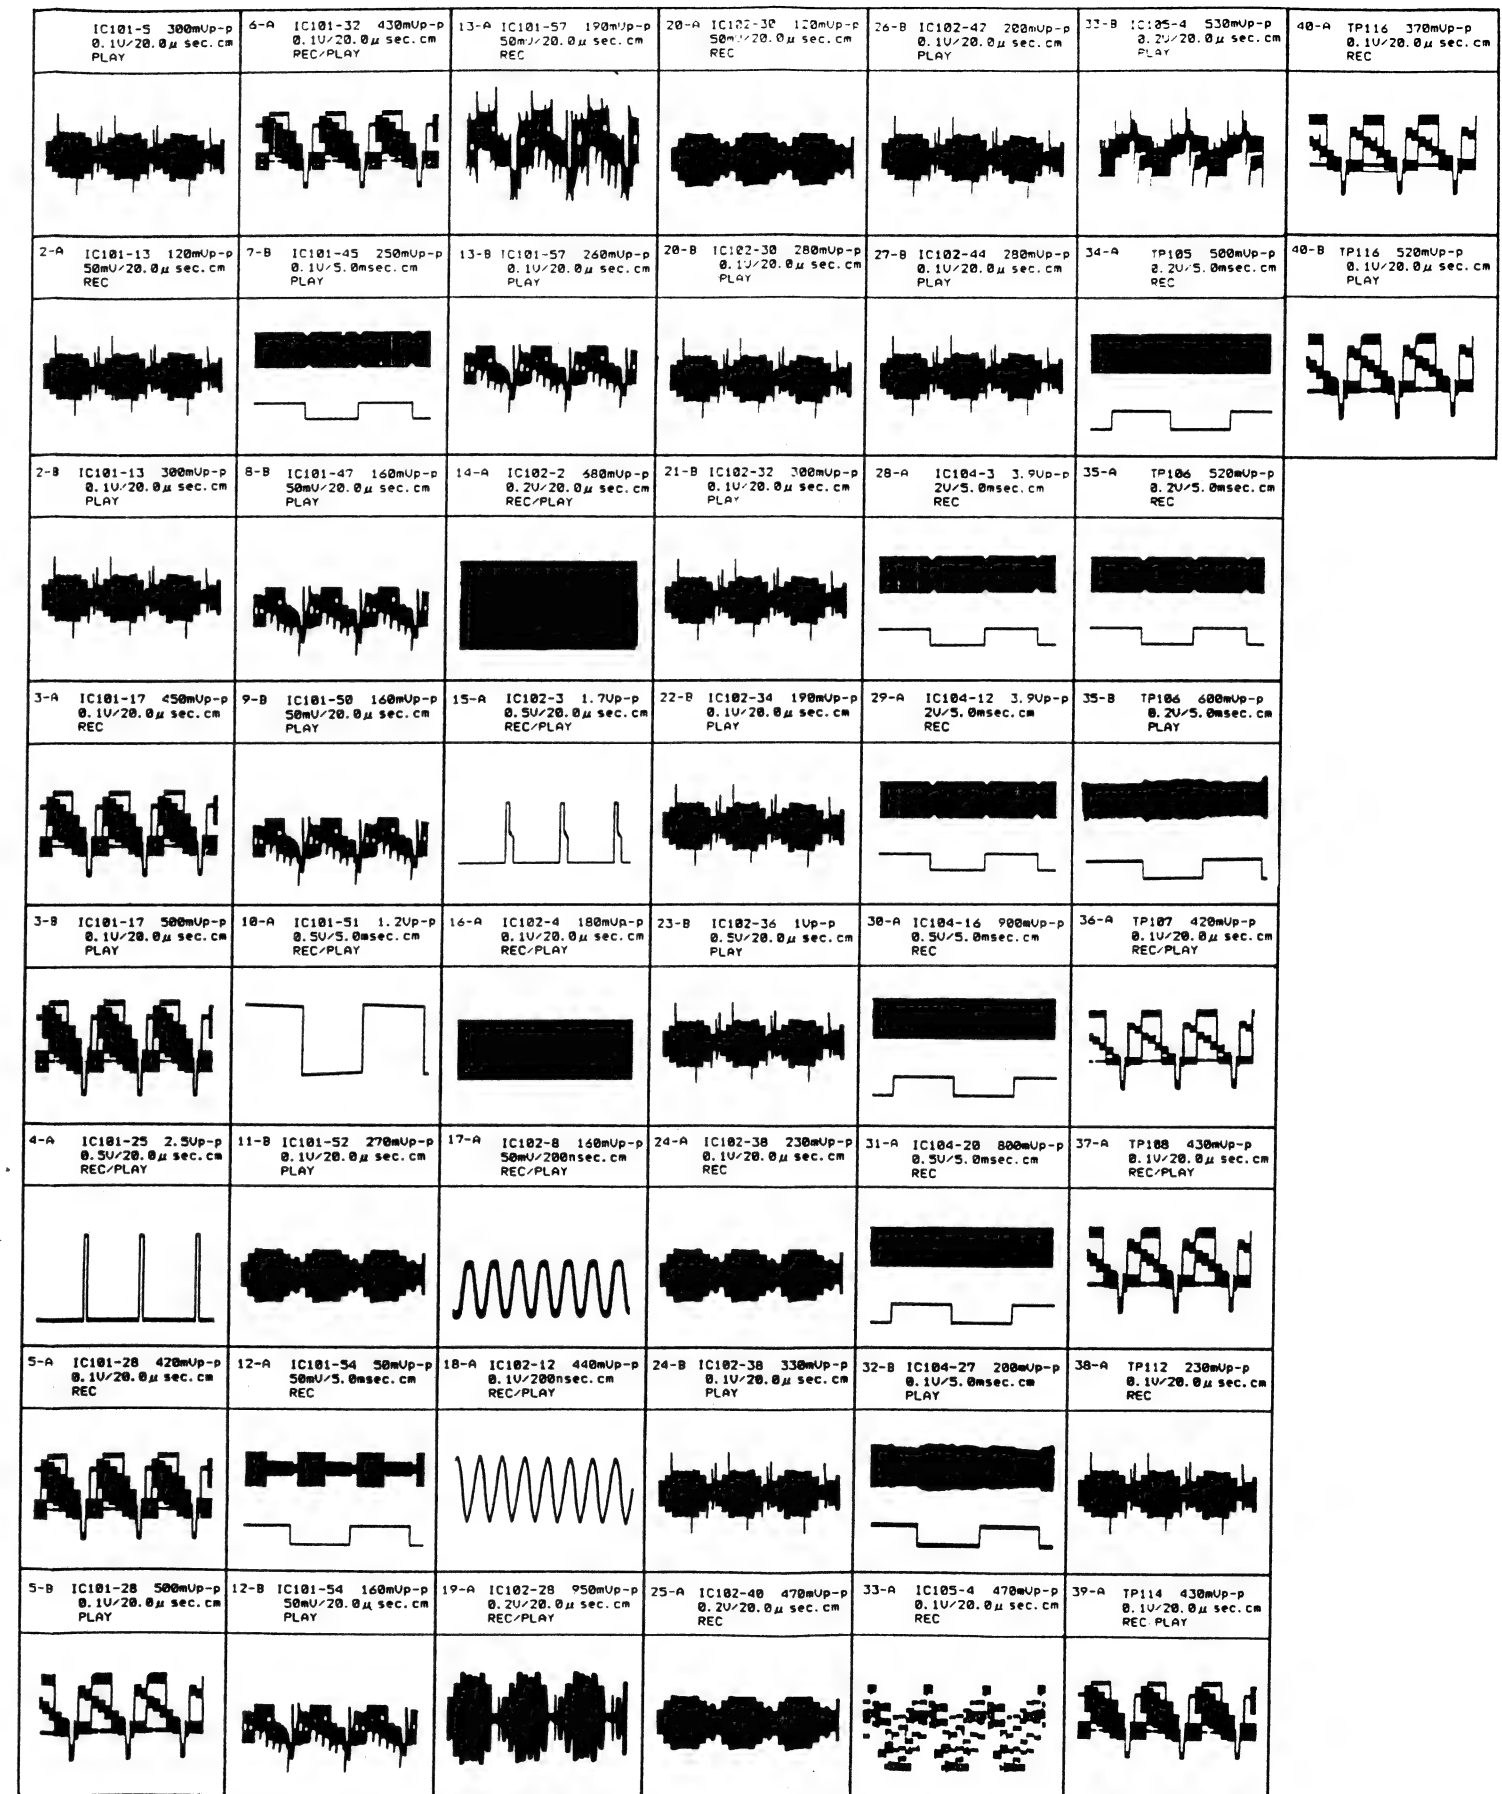 IC101-5 300mVp-p
0.1V/20.0μ sec.cm
PLAY
6-A IC101-32 430mVp-p
0.1V/20.0μ sec.cm
REC/PLAY
13-A IC101-57 190mVp-p
50mV/20.0μ sec.cm
REC
20-A IC102-30 120mVp-p
50mV/20.0μ sec.cm
REC
26-B IC102-42 200mVp-p
0.1V/20.0μ sec.cm
PLAY
33-B IC105-4 530mVp-p
0.2V/20.0μ sec.cm
PLAY
40-A TP116 370mVp-p
0.1V/20.0μ sec.cm
REC
2-A IC101-13 120mVp-p
50mV/20.0μ sec.cm
REC
7-B IC101-45 250mVp-p
0.1V/5.0msec.cm
PLAY
13-B IC101-57 260mVp-p
0.1V/20.0μ sec.cm
PLAY
20-B IC102-30 280mVp-p
0.1V/20.0μ sec.cm
PLAY
27-B IC102-44 280mVp-p
0.1V/20.0μ sec.cm
PLAY
34-A TP105 500mVp-p
0.2V/5.0msec.cm
REC
40-B TP116 520mVp-p
0.1V/20.0μ sec.cm
PLAY
2-B IC101-13 300mVp-p
0.1V/20.0μ sec.cm
PLAY
8-B IC101-47 160mVp-p
50mV/20.0μ sec.cm
PLAY
14-A IC102-2 680mVp-p
0.2V/20.0μ sec.cm
REC/PLAY
21-B IC102-32 300mVp-p
0.1V/20.0μ sec.cm
PLAY
28-A IC104-3 3.9Vp-p
2V/5.0msec.cm
REC
35-A TP106 520mVp-p
0.2V/5.0msec.cm
REC
3-A IC101-17 450mVp-p
0.1V/20.0μ sec.cm
REC
9-B IC101-50 160mVp-p
50mV/20.0μ sec.cm
PLAY
15-A IC102-3 1.7Vp-p
0.5V/20.0μ sec.cm
REC/PLAY
22-B IC102-34 190mVp-p
0.1V/20.0μ sec.cm
PLAY
29-A IC104-12 3.9Vp-p
2V/5.0msec.cm
REC
35-B TP106 600mVp-p
0.2V/5.0msec.cm
PLAY
3-B IC101-17 500mVp-p
0.1V/20.0μ sec.cm
PLAY
10-A IC101-51 1.2Vp-p
0.5V/5.0msec.cm
REC/PLAY
16-A IC102-4 180mVp-p
0.1V/20.0μ sec.cm
REC/PLAY
23-B IC102-36 1Vp-p
0.5V/20.0μ sec.cm
PLAY
30-A IC104-16 900mVp-p
0.5V/5.0msec.cm
REC
36-A TP107 420mVp-p
0.1V/20.0μ sec.cm
REC/PLAY
4-A IC101-25 2.5Vp-p
0.5V/20.0μ sec.cm
REC/PLAY
11-B IC101-52 270mVp-p
0.1V/20.0μ sec.cm
PLAY
17-A IC102-8 160mVp-p
50mV/200nsec.cm
REC/PLAY
24-A IC102-38 230mVp-p
0.1V/20.0μ sec.cm
REC
31-A IC104-20 800mVp-p
0.5V/5.0msec.cm
REC
37-A TP108 430mVp-p
0.1V/20.0μ sec.cm
REC/PLAY
5-A IC101-28 420mVp-p
0.1V/20.0μ sec.cm
REC
12-A IC101-54 50mVp-p
50mV/5.0msec.cm
REC
18-A IC102-12 440mVp-p
0.1V/200nsec.cm
REC/PLAY
24-B IC102-38 330mVp-p
0.1V/20.0μ sec.cm
PLAY
32-B IC104-27 200mVp-p
0.1V/5.0msec.cm
PLAY
38-A TP112 230mVp-p
0.1V/20.0μ sec.cm
REC
5-B IC101-28 500mVp-p
0.1V/20.0μ sec.cm
PLAY
12-B IC101-54 160mVp-p
50mV/20.0μ sec.cm
PLAY
19-A IC102-28 950mVp-p
0.2V/20.0μ sec.cm
REC/PLAY
25-A IC102-40 470mVp-p
0.2V/20.0μ sec.cm
REC
33-A IC105-4 470mVp-p
0.1V/20.0μ sec.cm
REC
39-A TP114 430mVp-p
0.1V/20.0μ sec.cm
REC PLAY